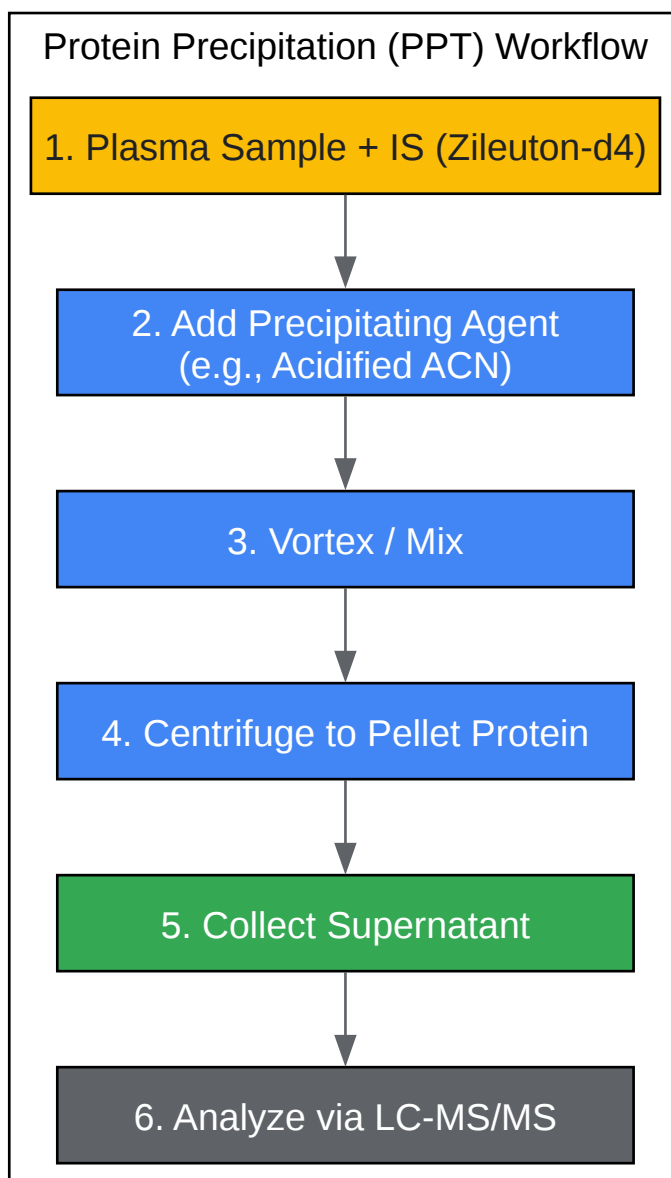 Protein Precipitation (PPT) Workflow
1. Plasma Sample + IS (Zileuton-d4)
2. Add Precipitating Agent
(e.g., Acidified ACN)
3. Vortex / Mix
4. Centrifuge to Pellet Protein
5. Collect Supernatant
6. Analyze via LC-MS/MS